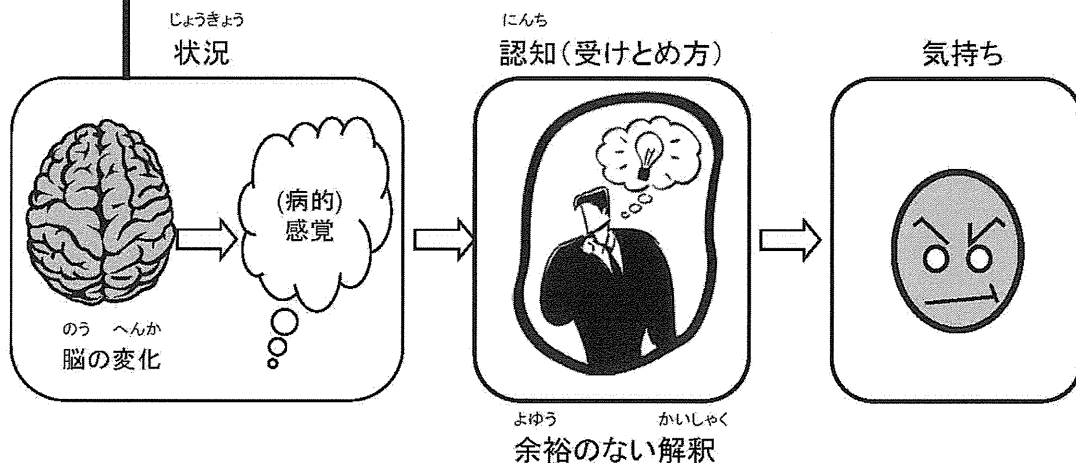 じょうきょう
状況
にんち
認知(受けとめ方)
気持ち
(病的)
感覚
のう へんか
脳の変化
よゆう かいしゃく
余裕のない解釈